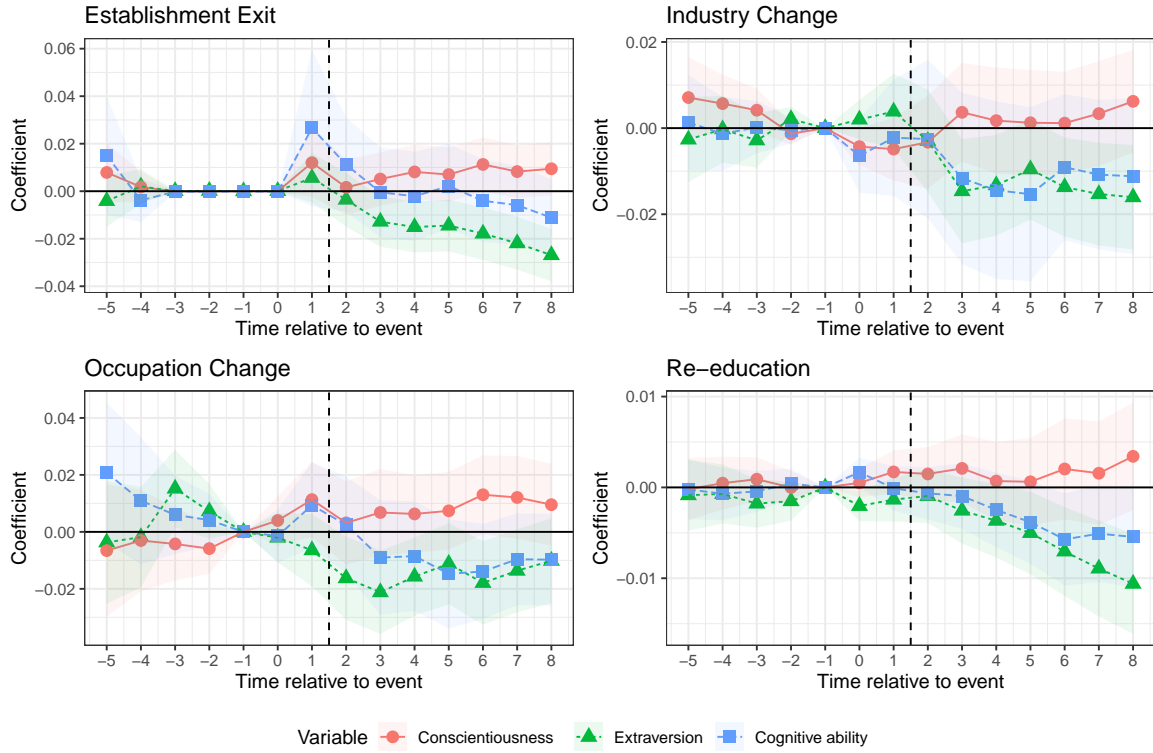 Establishment Exit
Industry Change
0.06
0.04
0.02
0.00
−0.02
−0.04
Coefficient
−5 −4 −3 −2 −1 0 1 2 3 4 5 6 7 8
Time relative to event
0.02
0.00
−0.02
Coefficient
−5 −4 −3 −2 −1 0 1 2 3 4 5 6 7 8
Time relative to event
Occupation Change
Re−education
0.04
0.02
0.00
−0.02
Coefficient
−5 −4 −3 −2 −1 0 1 2 3 4 5 6 7 8
Time relative to event
0.01
0.00
−0.01
Coefficient
−5 −4 −3 −2 −1 0 1 2 3 4 5 6 7 8
Time relative to event
Variable Conscientiousness Extraversion Cognitive ability